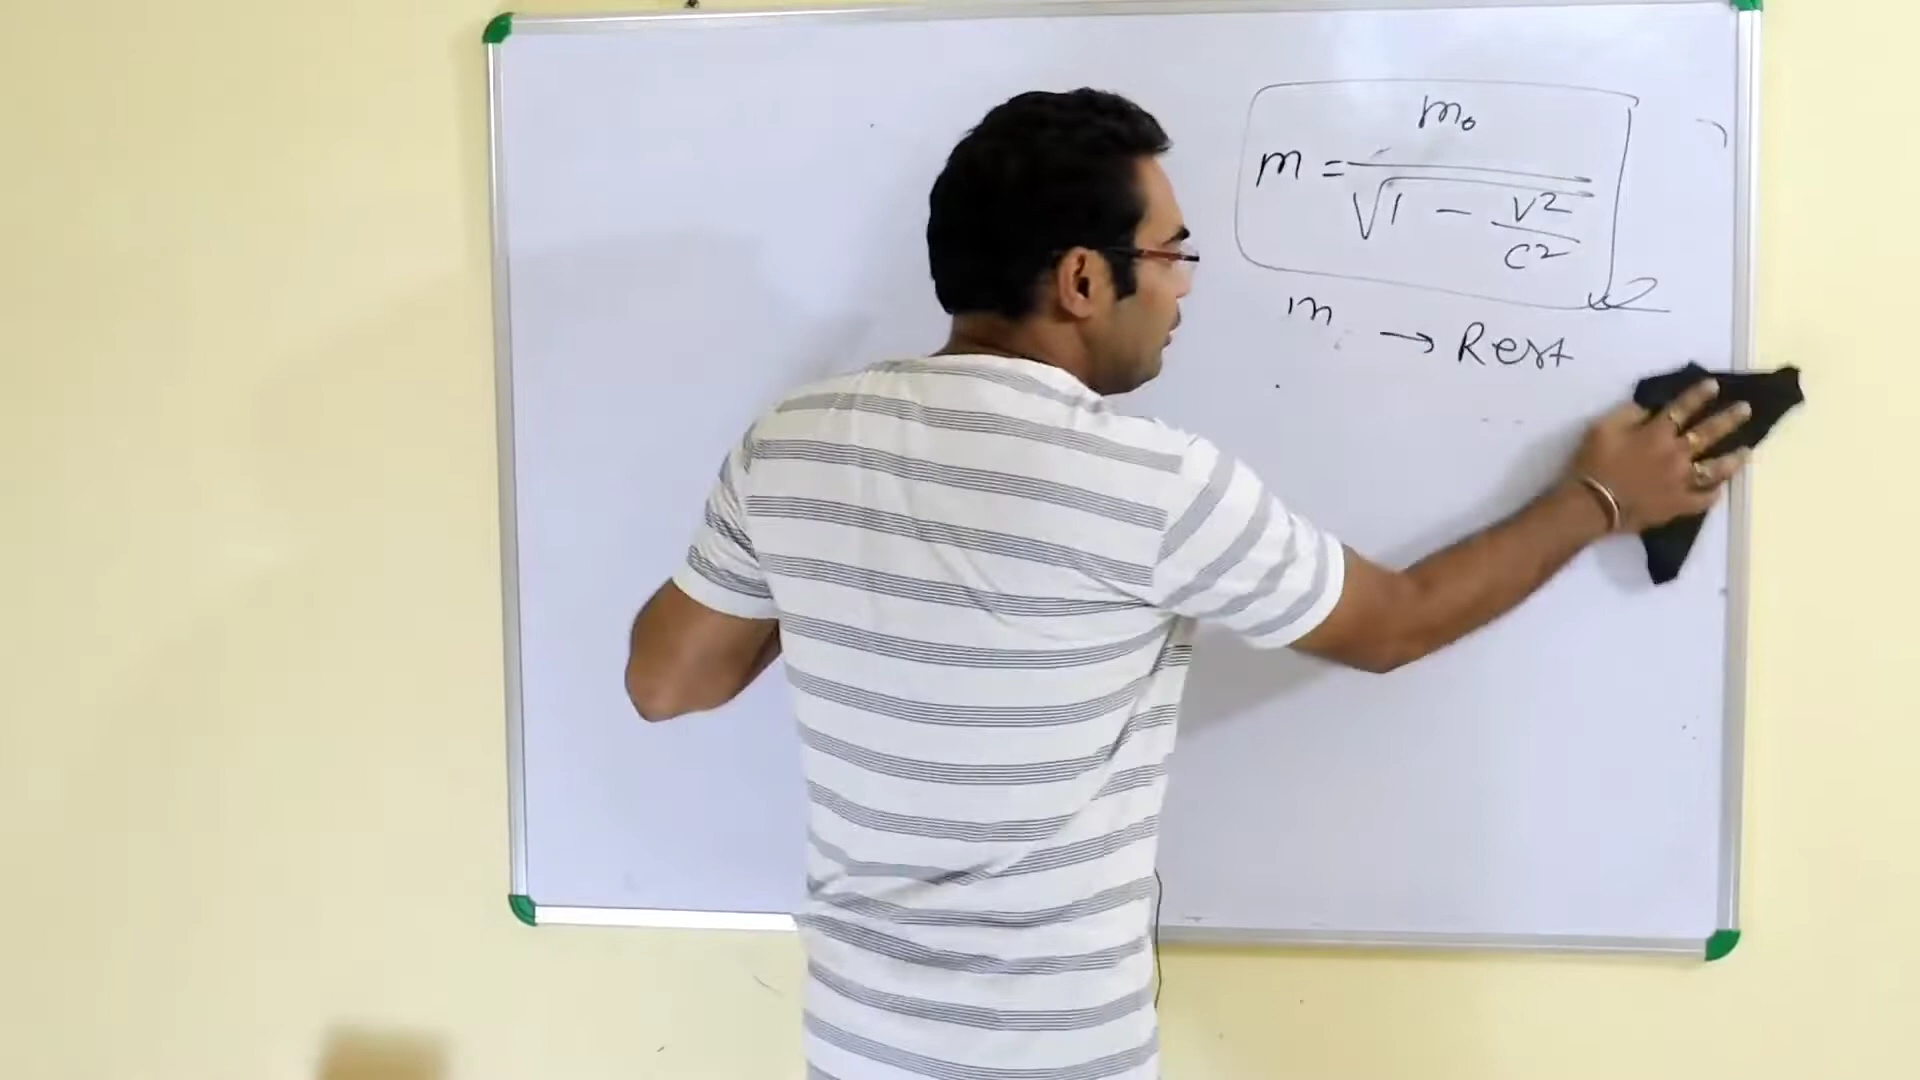 m = m₀ / √(1 - v²/c²)
m → Rest